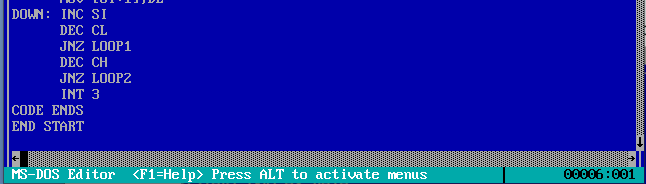 DOWN: INC SI
DEC CL
JNZ LOOP1
DEC CH
JNZ LOOP2
INT 3
CODE ENDS
END START
MS-DOS Editor <F1=Help> Press ALT to activate menus 00006:001